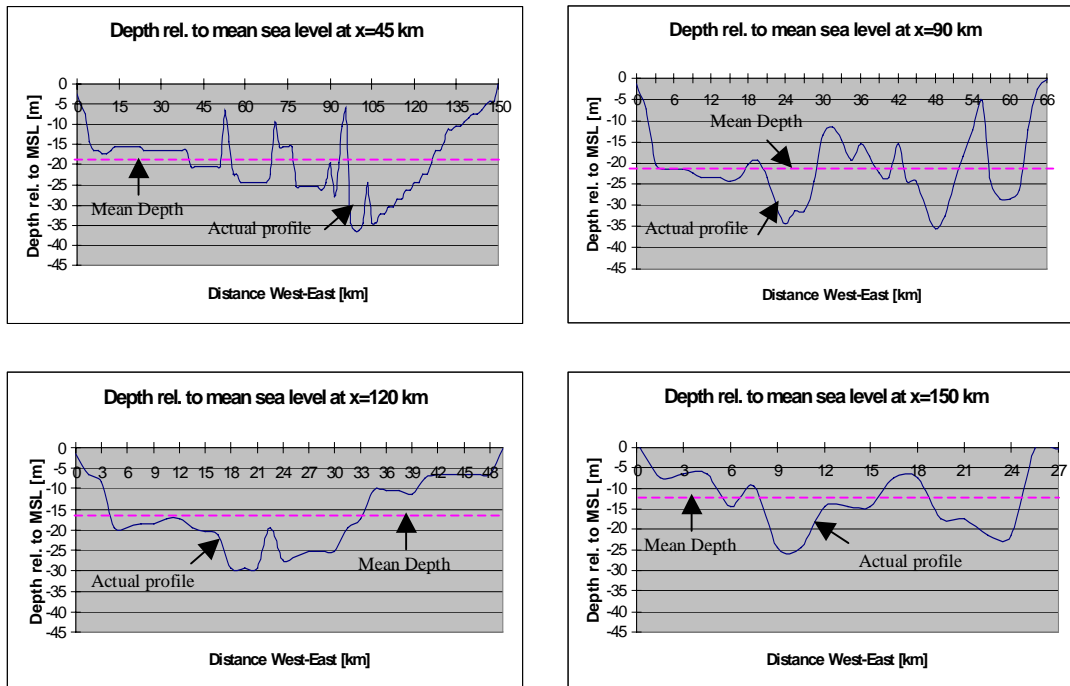 Depth rel. to mean sea level at x=45 km
Depth rel. to MSL [m]
0
-5
-10
-15
-20
-25
-30
-35
-40
-45
0 15 30 45 60 75 90 105 120 135 150
Mean Depth
Actual profile
Distance West-East [km]
Depth rel. to mean sea level at x=90 km
Depth rel. to MSL [m]
0
-5
-10
-15
-20
-25
-30
-35
-40
-45
0 6 12 18 24 30 36 42 48 54 60 66
Mean Depth
Actual profile
Distance West-East [km]
Depth rel. to mean sea level at x=120 km
Depth rel. to MSL [m]
0
-5
-10
-15
-20
-25
-30
-35
-40
-45
0 3 6 9 12 15 18 21 24 27 30 33 36 39 42 45 48
Actual profile
Mean Depth
Distance West-East [km]
Depth rel. to mean sea level at x=150 km
Depth rel. to MSL [m]
0
-5
-10
-15
-20
-25
-30
-35
-40
-45
0 3 6 9 12 15 18 21 24 27
Mean Depth
Actual profile
Distance West-East [km]